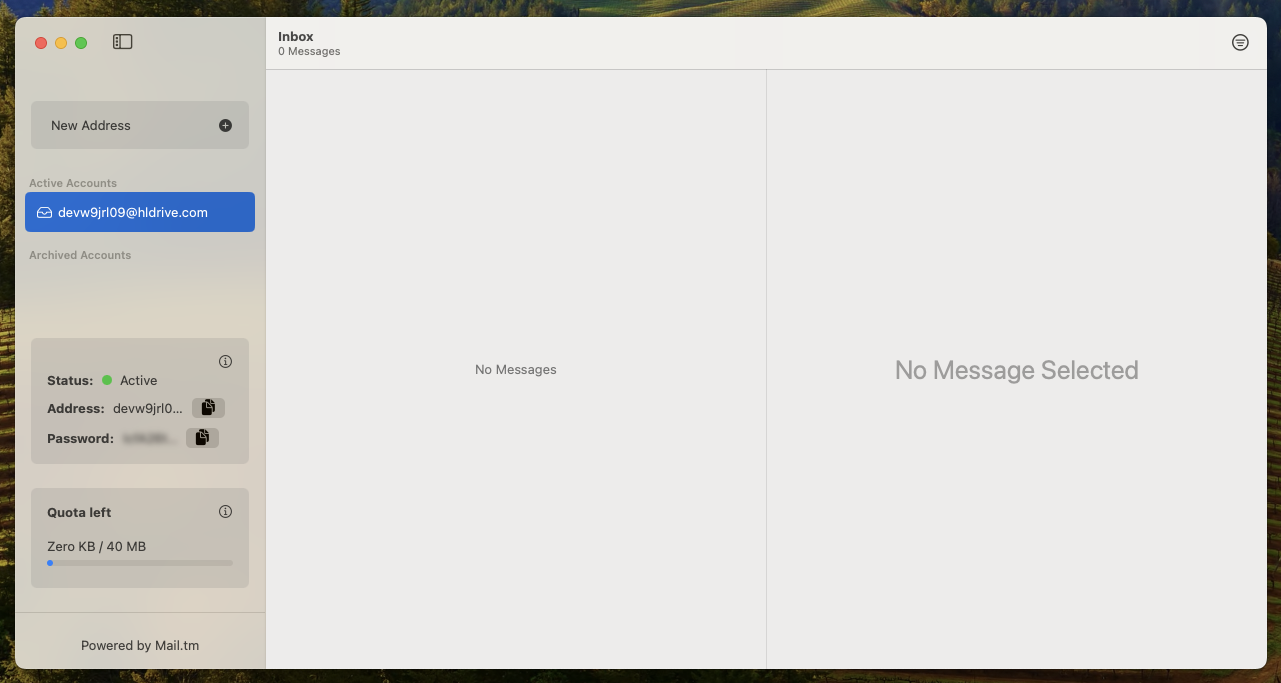 Inbox
0 Messages
New Address
Active Accounts
devw9jrl09@hldrive.com
Archived Accounts
Status: Active
Address: devw9jrl0...
Password:
Quota left
Zero KB / 40 MB
Powered by Mail.tm
No Messages
No Message Selected